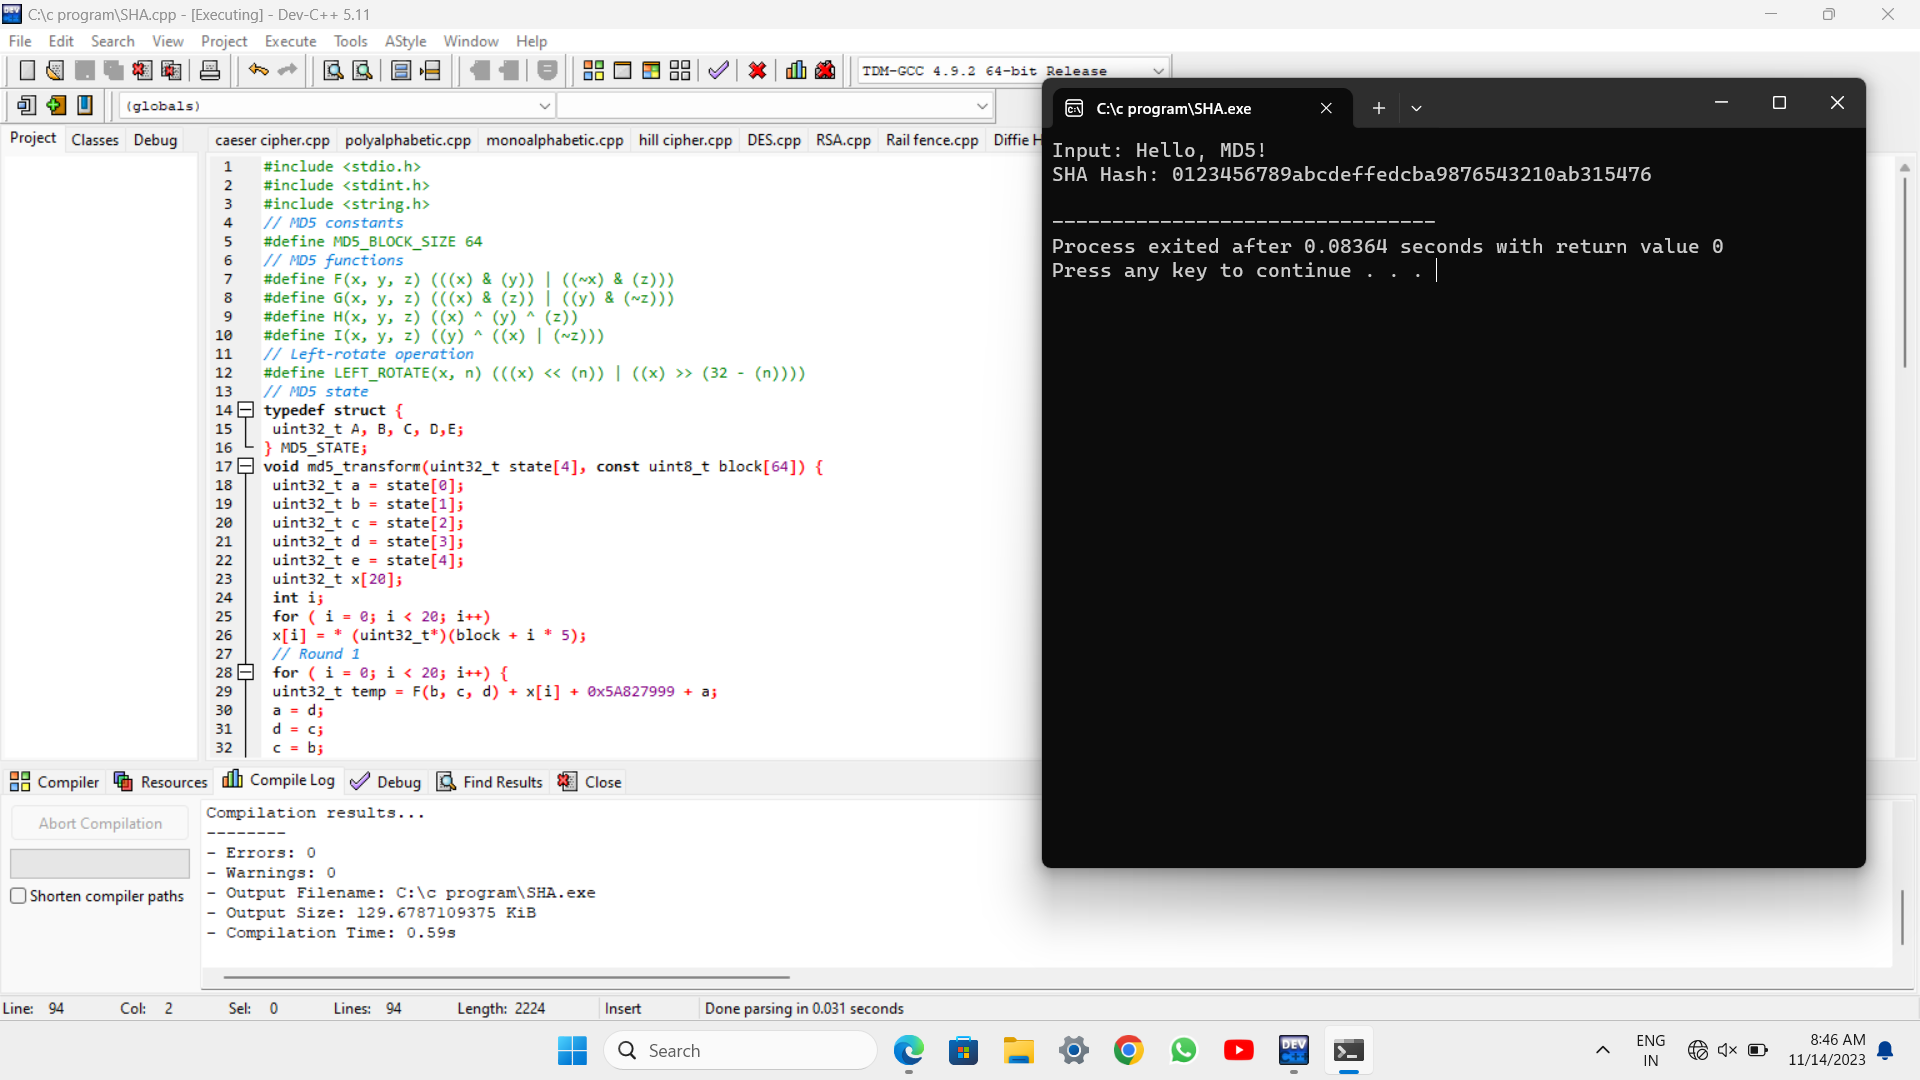 C:\c program\SHA.cpp - [Executing] - Dev-C++ 5.11
File Edit Search View Project Execute Tools AStyle Window Help
TDM-GCC 4.9.2 64-bit Release
(globals)
Project Classes Debug
caeser cipher.cpp polyalphabetic.cpp monoalphabetic.cpp hill cipher.cpp DES.cpp RSA.cpp Rail fence.cpp Diffie H
1 #include <stdio.h>
2 #include <stdint.h>
3 #include <string.h>
4 // MD5 constants
5 #define MD5_BLOCK_SIZE 64
6 // MD5 functions
7 #define F(x, y, z) (((x) & (y)) | ((~x) & (z)))
8 #define G(x, y, z) (((x) & (z)) | ((y) & (~z)))
9 #define H(x, y, z) ((x) ^ (y) ^ (z))
10 #define I(x, y, z) ((y) ^ ((x) | (~z)))
11 // Left-rotate operation
12 #define LEFT_ROTATE(x, n) (((x) << (n)) | ((x) >> (32 - (n))))
13 // MD5 state
14 typedef struct {
15 uint32_t A, B, C, D,E;
16 } MD5_STATE;
17 void md5_transform(uint32_t state[4], const uint8_t block[64]) {
18 uint32_t a = state[0];
19 uint32_t b = state[1];
20 uint32_t c = state[2];
21 uint32_t d = state[3];
22 uint32_t e = state[4];
23 uint32_t x[20];
24 int i;
25 for ( i = 0; i < 20; i++)
26 x[i] = * (uint32_t*)(block + i * 5);
27 // Round 1
28 for ( i = 0; i < 20; i++) {
29 uint32_t temp = F(b, c, d) + x[i] + 0x5A827999 + a;
30 a = d;
31 d = c;
32 c = b;
C:\c program\SHA.exe
Input: Hello, MD5!
SHA Hash: 0123456789abcdeffedcba9876543210ab315476
--------------------------------
Process exited after 0.08364 seconds with return value 0
Press any key to continue . . .
Compiler Resources Compile Log Debug Find Results Close
Abort Compilation
Shorten compiler paths
Compilation results...
--------
- Errors: 0
- Warnings: 0
- Output Filename: C:\c program\SHA.exe
- Output Size: 129.6787109375 KiB
- Compilation Time: 0.59s
Line: 94 Col: 2 Sel: 0 Lines: 94 Length: 2224 Insert Done parsing in 0.031 seconds
Search
DEV
ENG
IN
8:46 AM
11/14/2023